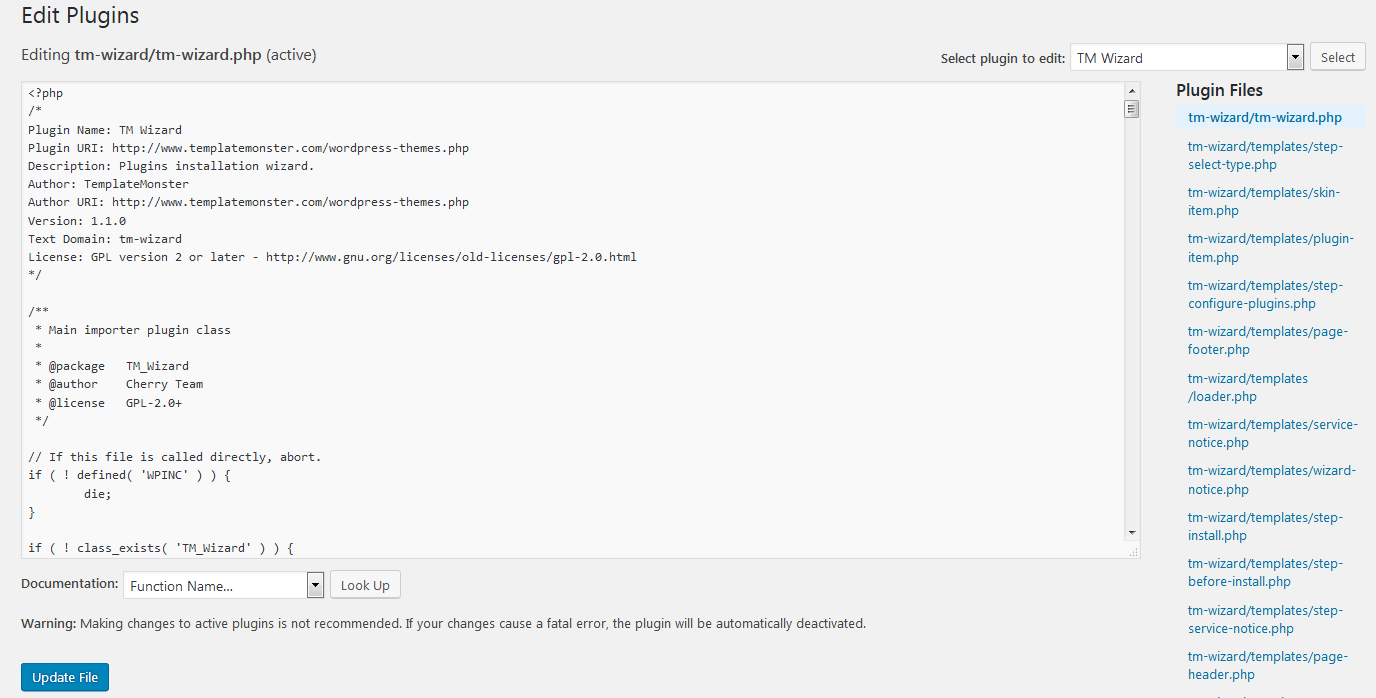 Edit Plugins
Editing tm-wizard/tm-wizard.php (active)
Select plugin to edit: TM Wizard Select
<?php
/*
Plugin Name: TM Wizard
Plugin URI: http://www.templatemonster.com/wordpress-themes.php
Description: Plugins installation wizard.
Author: TemplateMonster
Author URI: http://www.templatemonster.com/wordpress-themes.php
Version: 1.1.0
Text Domain: tm-wizard
License: GPL version 2 or later - http://www.gnu.org/licenses/old-licenses/gpl-2.0.html
*/
/**
 * Main importer plugin class
 *
 * @package   TM_Wizard
 * @author    Cherry Team
 * @license   GPL-2.0+
 */
// If this file is called directly, abort.
if ( ! defined( 'WPINC' ) ) {
        die;
}
if ( ! class_exists( 'TM_Wizard' ) ) {
Documentation: Function Name... Look Up
Warning: Making changes to active plugins is not recommended. If your changes cause a fatal error, the plugin will be automatically deactivated.
Update File
Plugin Files
tm-wizard/tm-wizard.php
tm-wizard/templates/step-
select-type.php
tm-wizard/templates/skin-
item.php
tm-wizard/templates/plugin-
item.php
tm-wizard/templates/step-
configure-plugins.php
tm-wizard/templates/page-
footer.php
tm-wizard/templates
/loader.php
tm-wizard/templates/service-
notice.php
tm-wizard/templates/wizard-
notice.php
tm-wizard/templates/step-
install.php
tm-wizard/templates/step-
before-install.php
tm-wizard/templates/step-
service-notice.php
tm-wizard/templates/page-
header.php